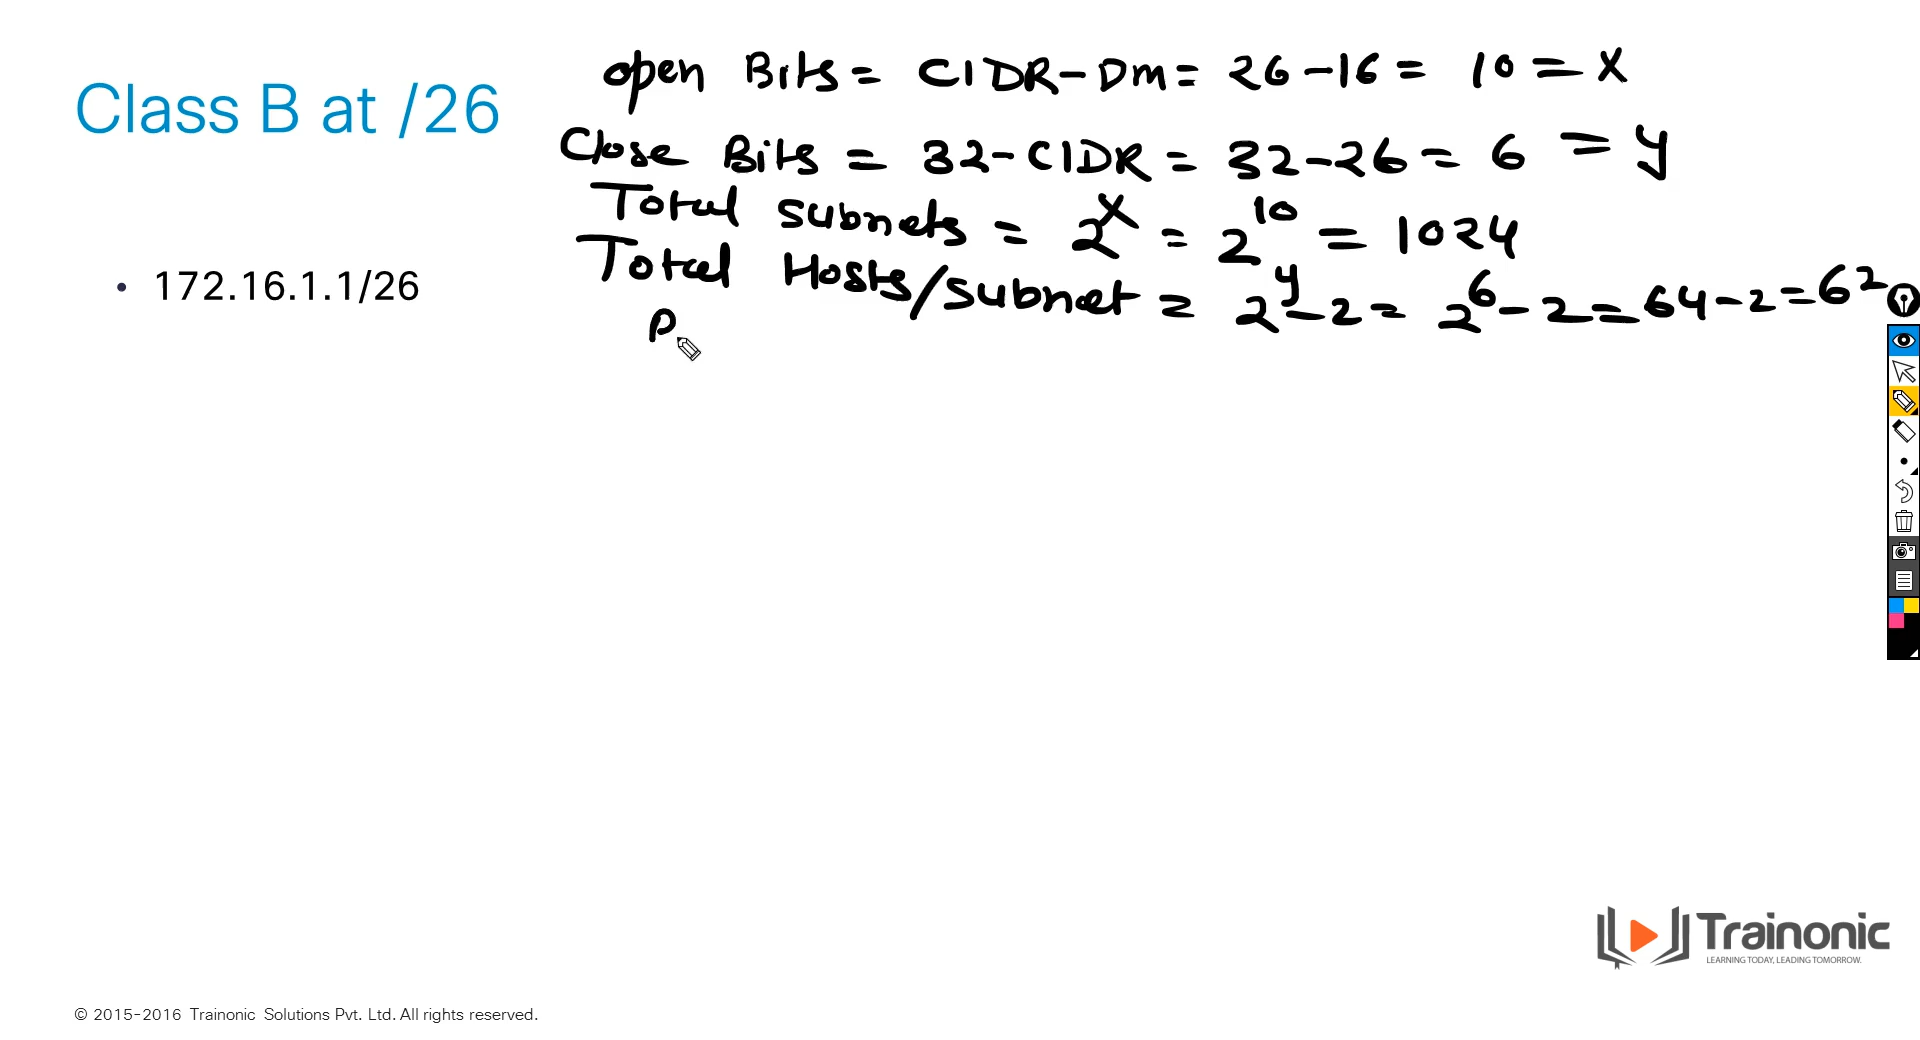 Class B at /26
open Bits = CIDR-Dm = 26-16 = 10 = x
Close Bits = 32-CIDR = 32-26 = 6 = y
Total subnets = 2^x = 2^10 = 1024
Total Hosts/subnet = 2^y-2 = 2^6-2 = 64-2 = 62
P
• 172.16.1.1/26
Trainonic
LEARNING TODAY, LEADING TOMORROW.
© 2015-2016 Trainonic Solutions Pvt. Ltd. All rights reserved.